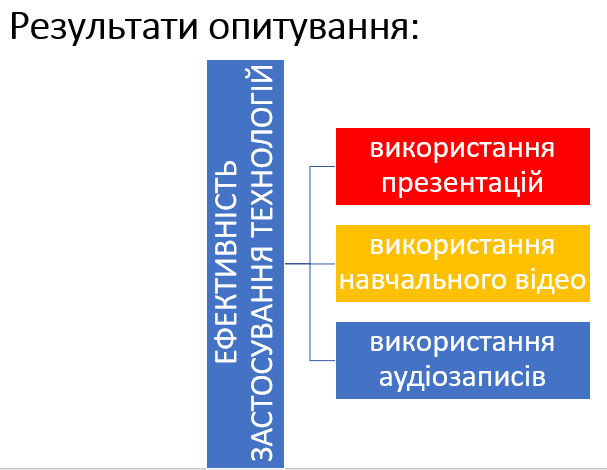 Результати опитування:
ЕФЕКТИВНІСТЬ
ЗАСТОСУВАННЯ ТЕХНОЛОГІЙ
використання
презентацій
використання
навчального відео
використання
аудіозаписів